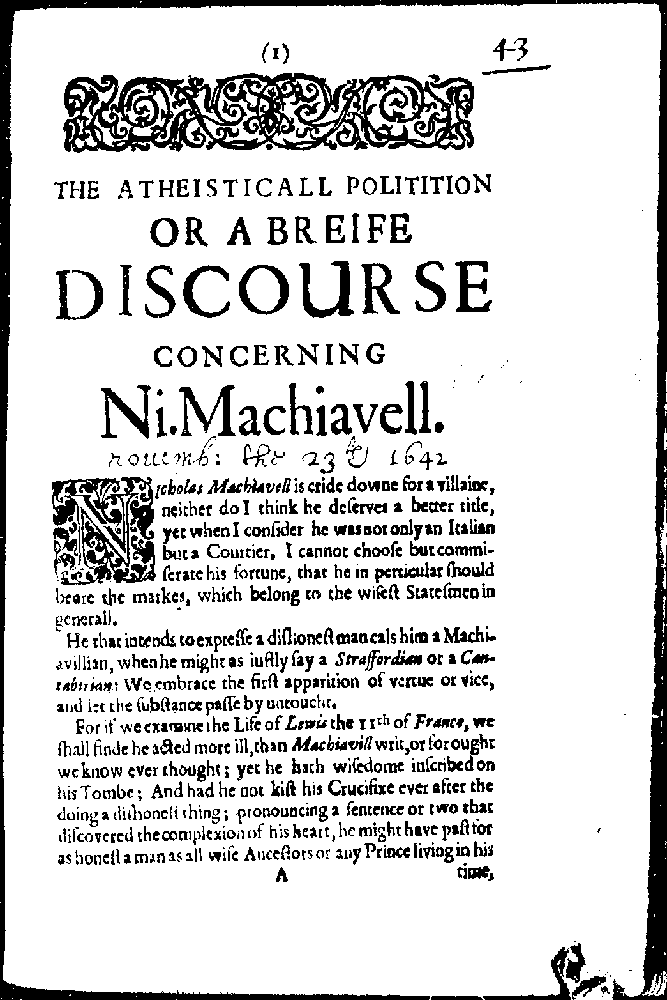 (1)
43
THE ATHEISTICALL POLITITION
OR A BREIFE
DISCOURSE
CONCERNING
Ni. Machiavell.
nouemb: the 23th 1642
Nicholas Machiavell is cride downe for a villaine,
neither do I think he deſerves a better title,
yet when I conſider he was not only an Italian
but a Courtier, I cannot chooſe but commi-
ſerate his fortune, that he in perticular ſhould
beare the markes, which belong to the wiſeſt Stateſmen in
generall.
He that intends to expreſſe a diſhoneſt man cals him a Machi-
avillian, when he might as iuſtly ſay a Straffordian or a Can-
tabirian: We embrace the firſt apparition of vertue or vice,
and let the ſubſtance paſſe by untoucht.
For if we examine the Life of Lewis the 11th of France, we
ſhall finde he acted more ill, than Machiavill writ, or for ought
we know ever thought; yet he hath wiſedome inſcribed on
his Tombe; And had he not kiſt his Crucifixe ever after the
doing a diſhoneſt thing; pronouncing a ſentence or two that
diſcovered the complexion of his heart, he might have paſt for
as honeſt a man as all wiſe Anceſtors or any Prince living in his
A
time,